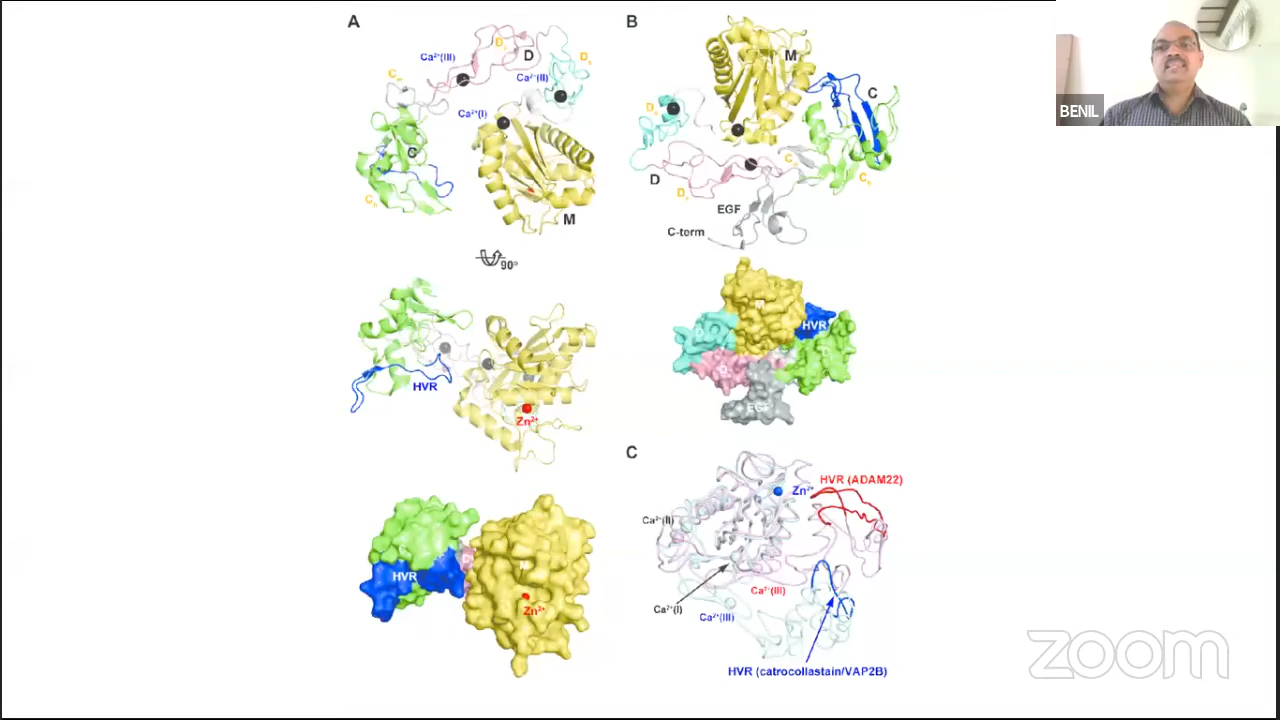 A
Ca²⁺(III)
D
D
Ca²⁺(II)
Dₛ
Ca²⁺(I)
C
M
90°
HVR
Zn²⁺
HVR
D
M
Zn²⁺
B
M
C
D
D
EGF
C-term
M
HVR
EGF
C
HVR (ADAM22)
Zn²⁺
Ca²⁺(II)
Ca²⁺(III)
Ca²⁺(I)
Ca²⁺(III)
HVR (catrocollastain/VAP2B)
BENIL
zoom